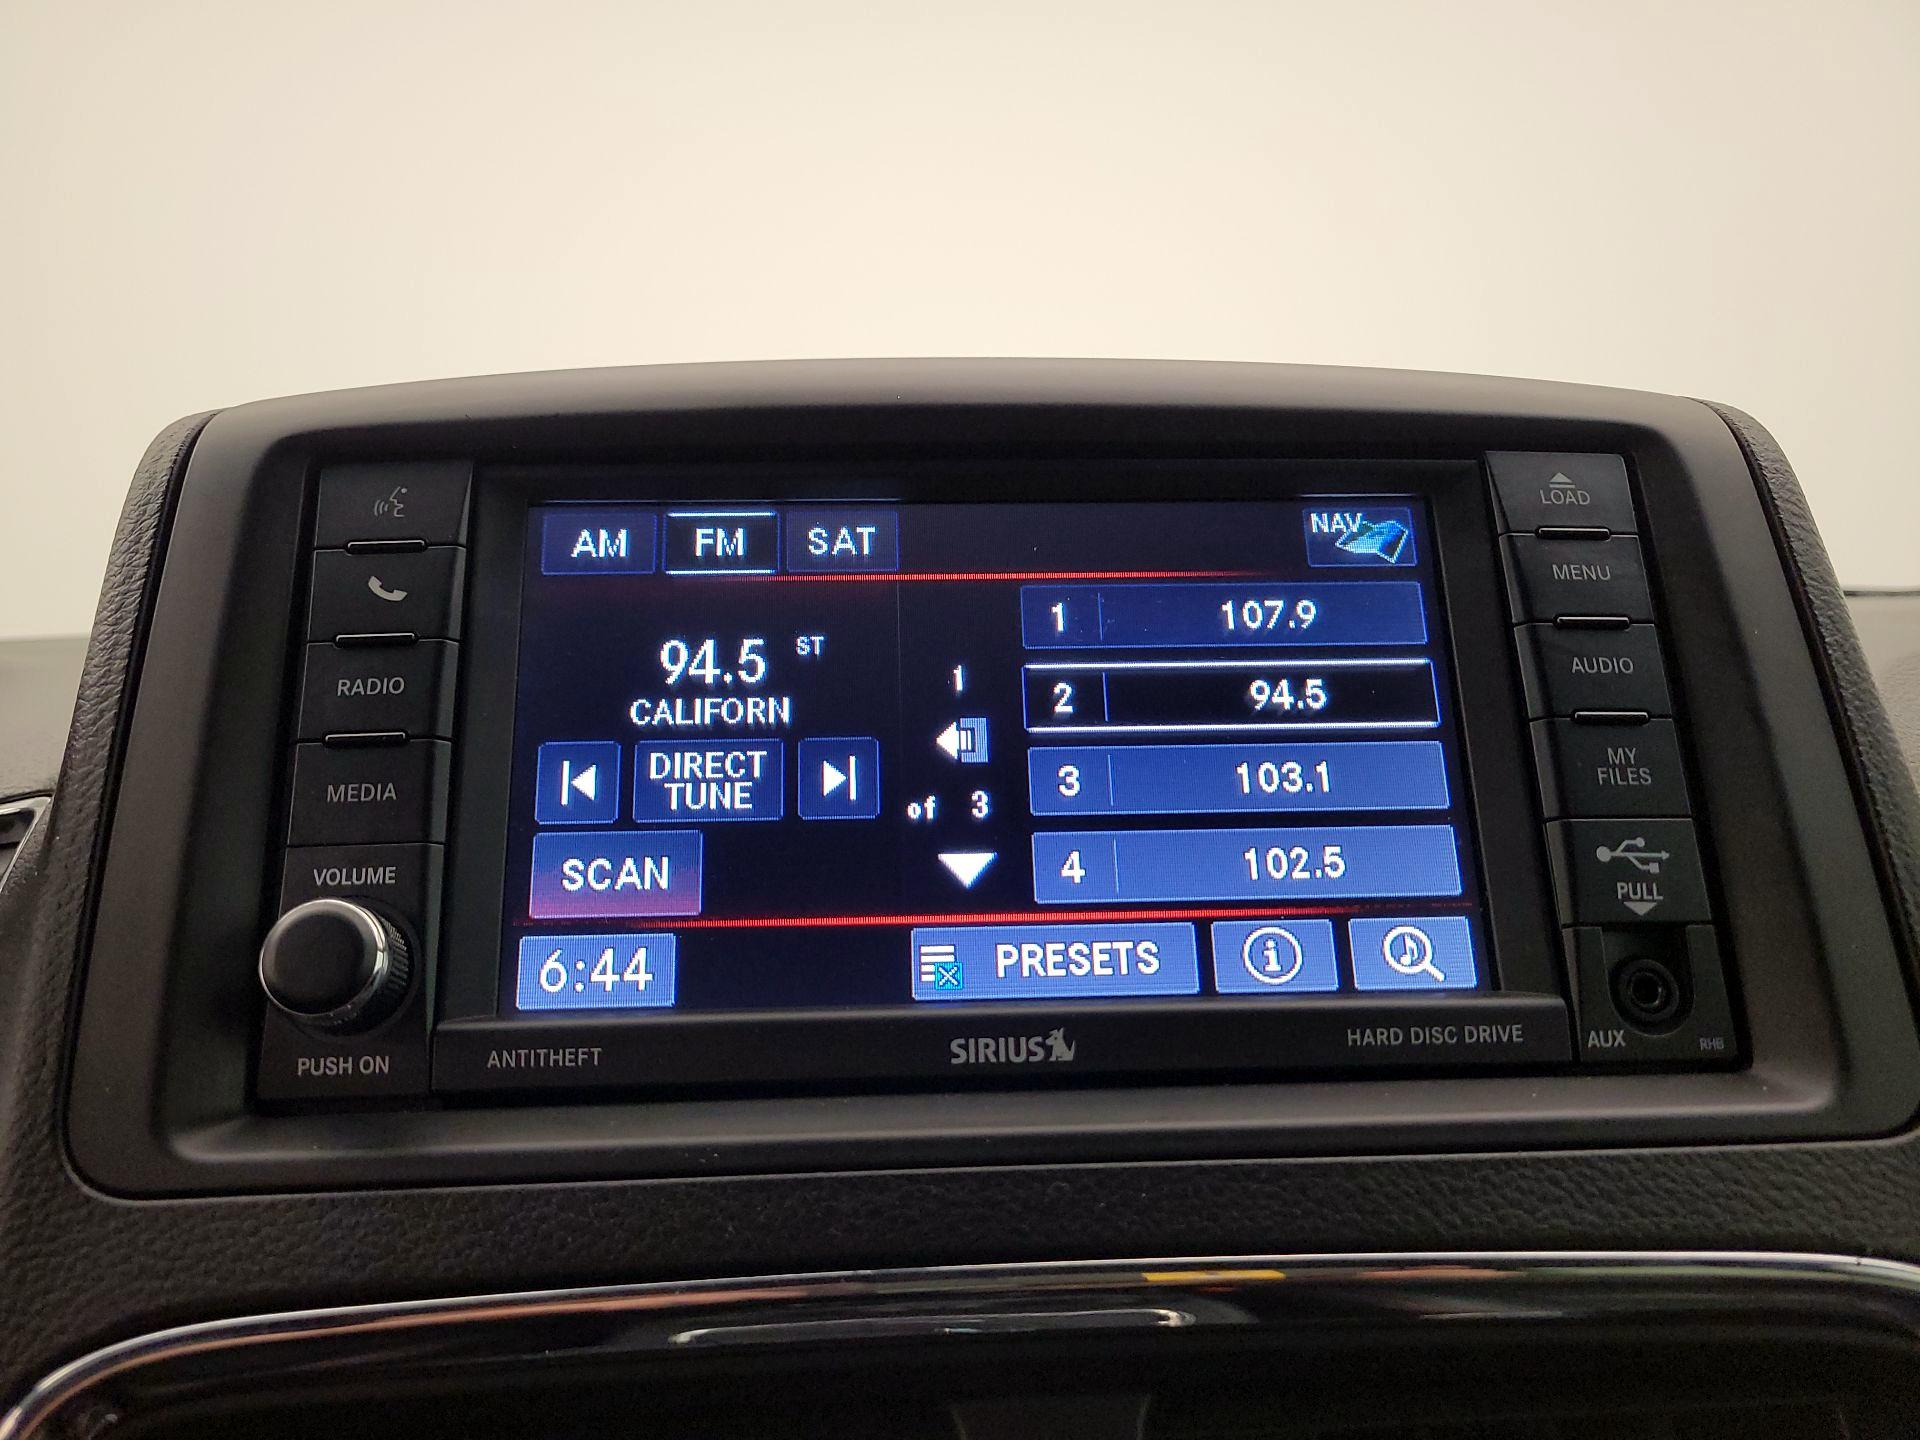 AM FM SAT NAV
94.5 ST
CALIFORN
DIRECT
TUNE
SCAN
1
of 3
1 107.9
2 94.5
3 103.1
4 102.5
6:44 PRESETS
RADIO
MEDIA
VOLUME
PUSH ON
LOAD
MENU
AUDIO
MY
FILES
PULL
AUX RHB
ANTITHEFT SIRIUS HARD DISC DRIVE